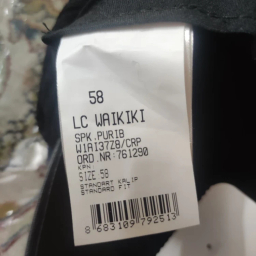 58
LC WAIKIKI
SPK.PURIB
W1A137Z8/CRP
ORD.NR:761290
KPN:
SIZE:58
STANDART KALIP
STANDARD FIT
8 683109 792513